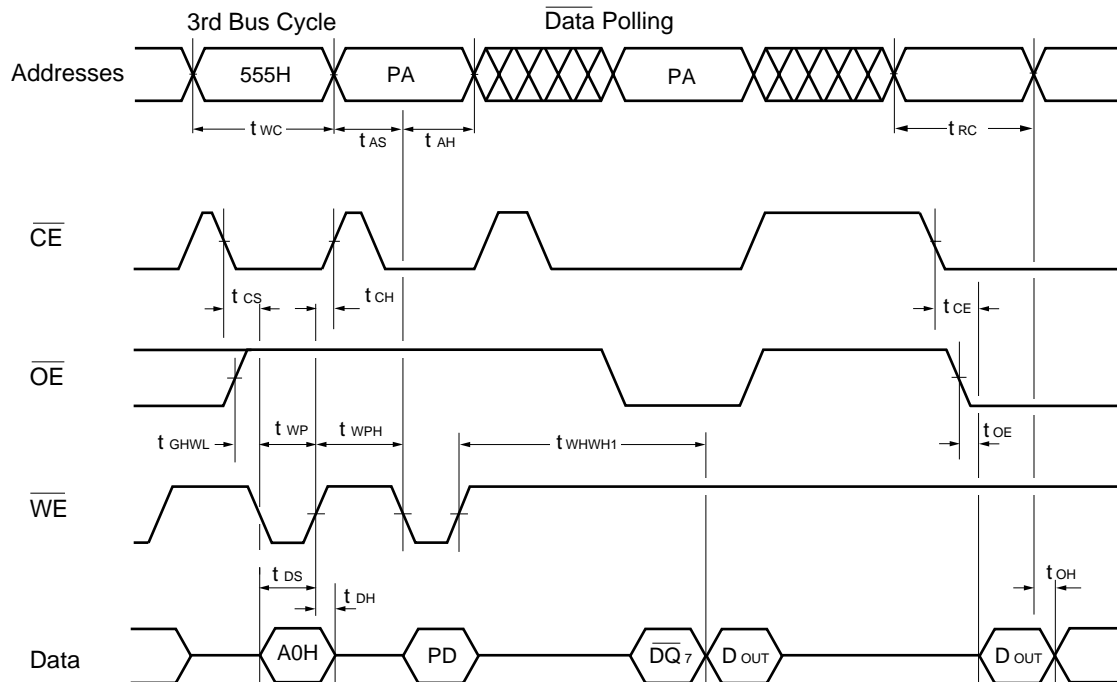 3rd Bus Cycle Data Polling
Addresses 555H PA PA
t WC t AS t AH t RC
CE
t CS t CH t CE
OE
t GHWL t WP t WPH t WHWH1 t OE
WE
t DS t DH t OH
Data A0H PD DQ 7 D OUT D OUT